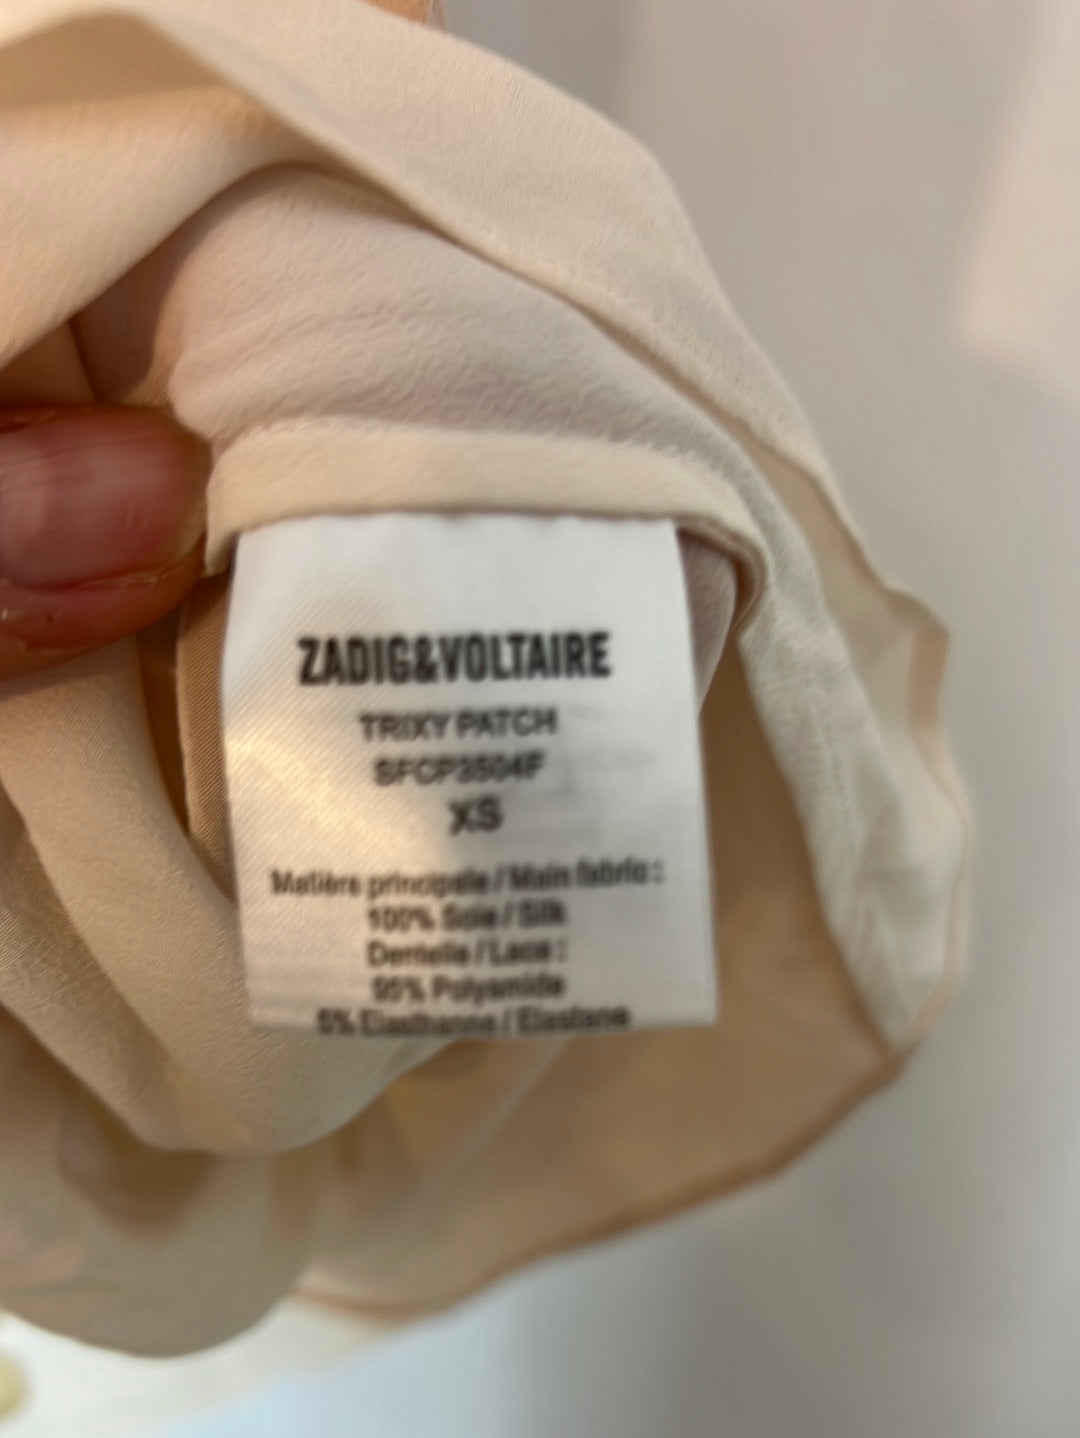 ZADIG&VOLTAIRE
TRIXY PATCH
SFCP3504F
XS
Matière principale / Main fabric :
100% Soie / Silk
Dentelle / Lace :
95% Polyamide
5% Elasthanne / Elastane